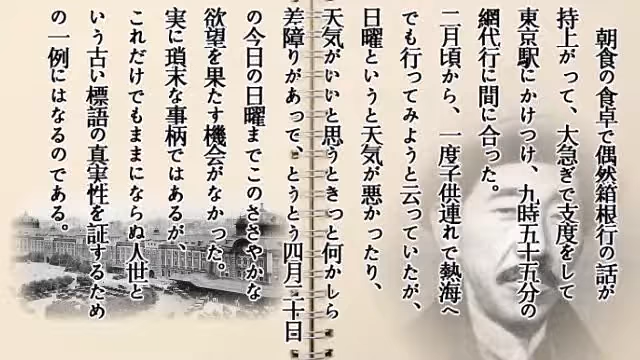 朝食の食卓で偶然箱根行の話が
持上がって、大急ぎで支度をして
東京駅にかけつけ、九時五十五分の
網代行に間に合った。
二月頃から、一度子供連れで熱海へ
でも行ってみようと云っていたが、
日曜というと天気が悪かったり、
天気がいいと思うときっと何かしら
差障りがあって、とうとう四月二十日
の今日の日曜までこのささやかな
欲望を果たす機会がなかった。
実に瑣末な事柄ではあるが、
これだけでもままにならぬ人世と
いう古い標語の真実性を証するため
の一例にはなるのである。